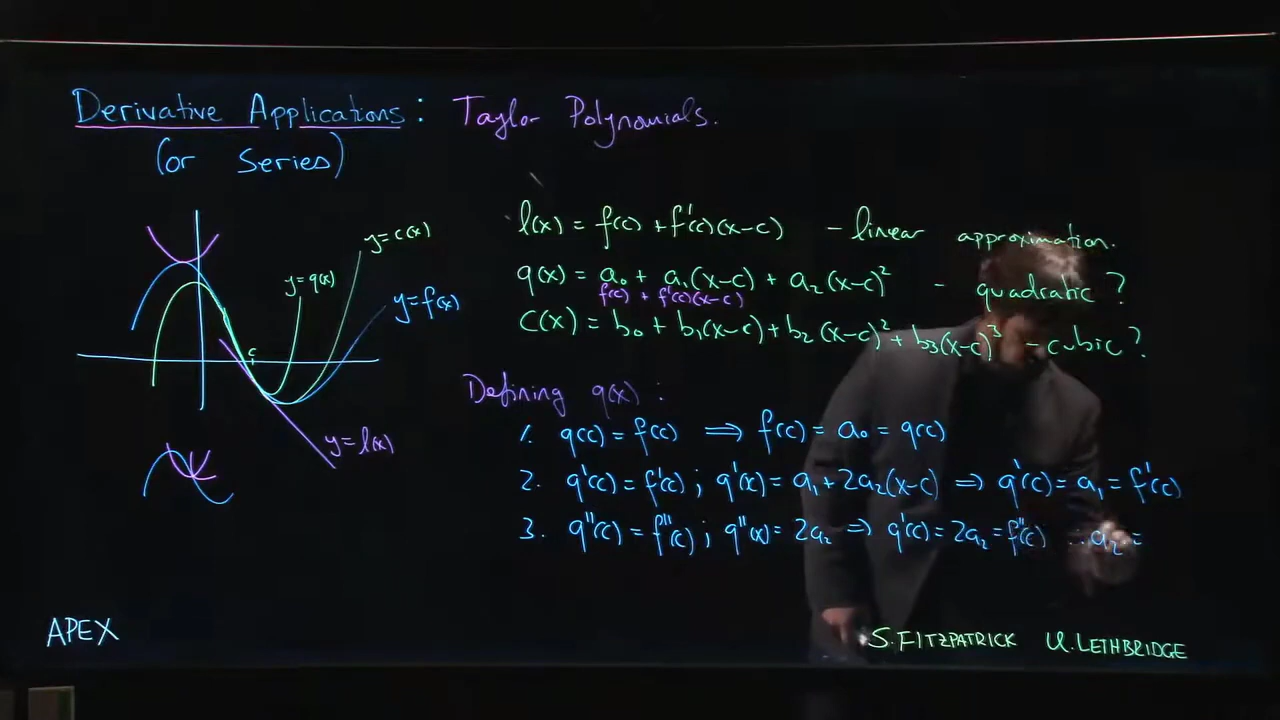 Derivative Applications: Taylor Polynomials.
(or Series)
l(x) = f(c) + f'(c)(x-c) - linear approximation.
q(x) = a₀ + a₁(x-c) + a₂(x-c)² - quadratic ?
f(c) + f'(c)(x-c)
c(x) = b₀ + b₁(x-c) + b₂(x-c)² + b₃(x-c)³ - cubic ?
y=c(x)
y=q(x)
y=f(x)
c
y=l(x)
Defining q(x) :
1. q(c) = f(c) ⟹ f(c) = a₀ = q(c)
2. q'(c) = f'(c) ; q'(x) = a₁ + 2a₂(x-c) ⟹ q'(c) = a₁ = f'(c)
3. q''(c) = f''(c) ; q''(x) = 2a₂ ⟹ q'(c) = 2a₂ = f''(c) ∴ a₂ =
APEX
S. FITZPATRICK U. LETHBRIDGE